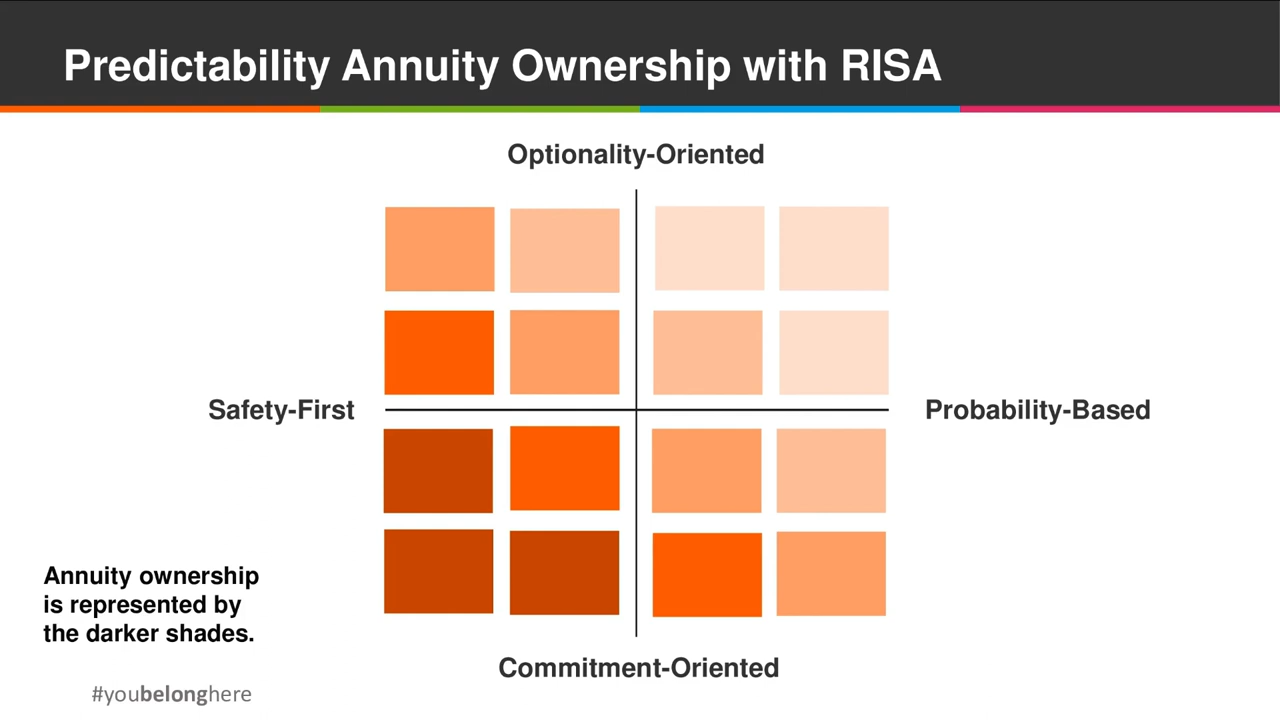 Predictability Annuity Ownership with RISA
Optionality-Oriented
Safety-First
Probability-Based
Annuity ownership
is represented by
the darker shades.
Commitment-Oriented
#youbelonghere